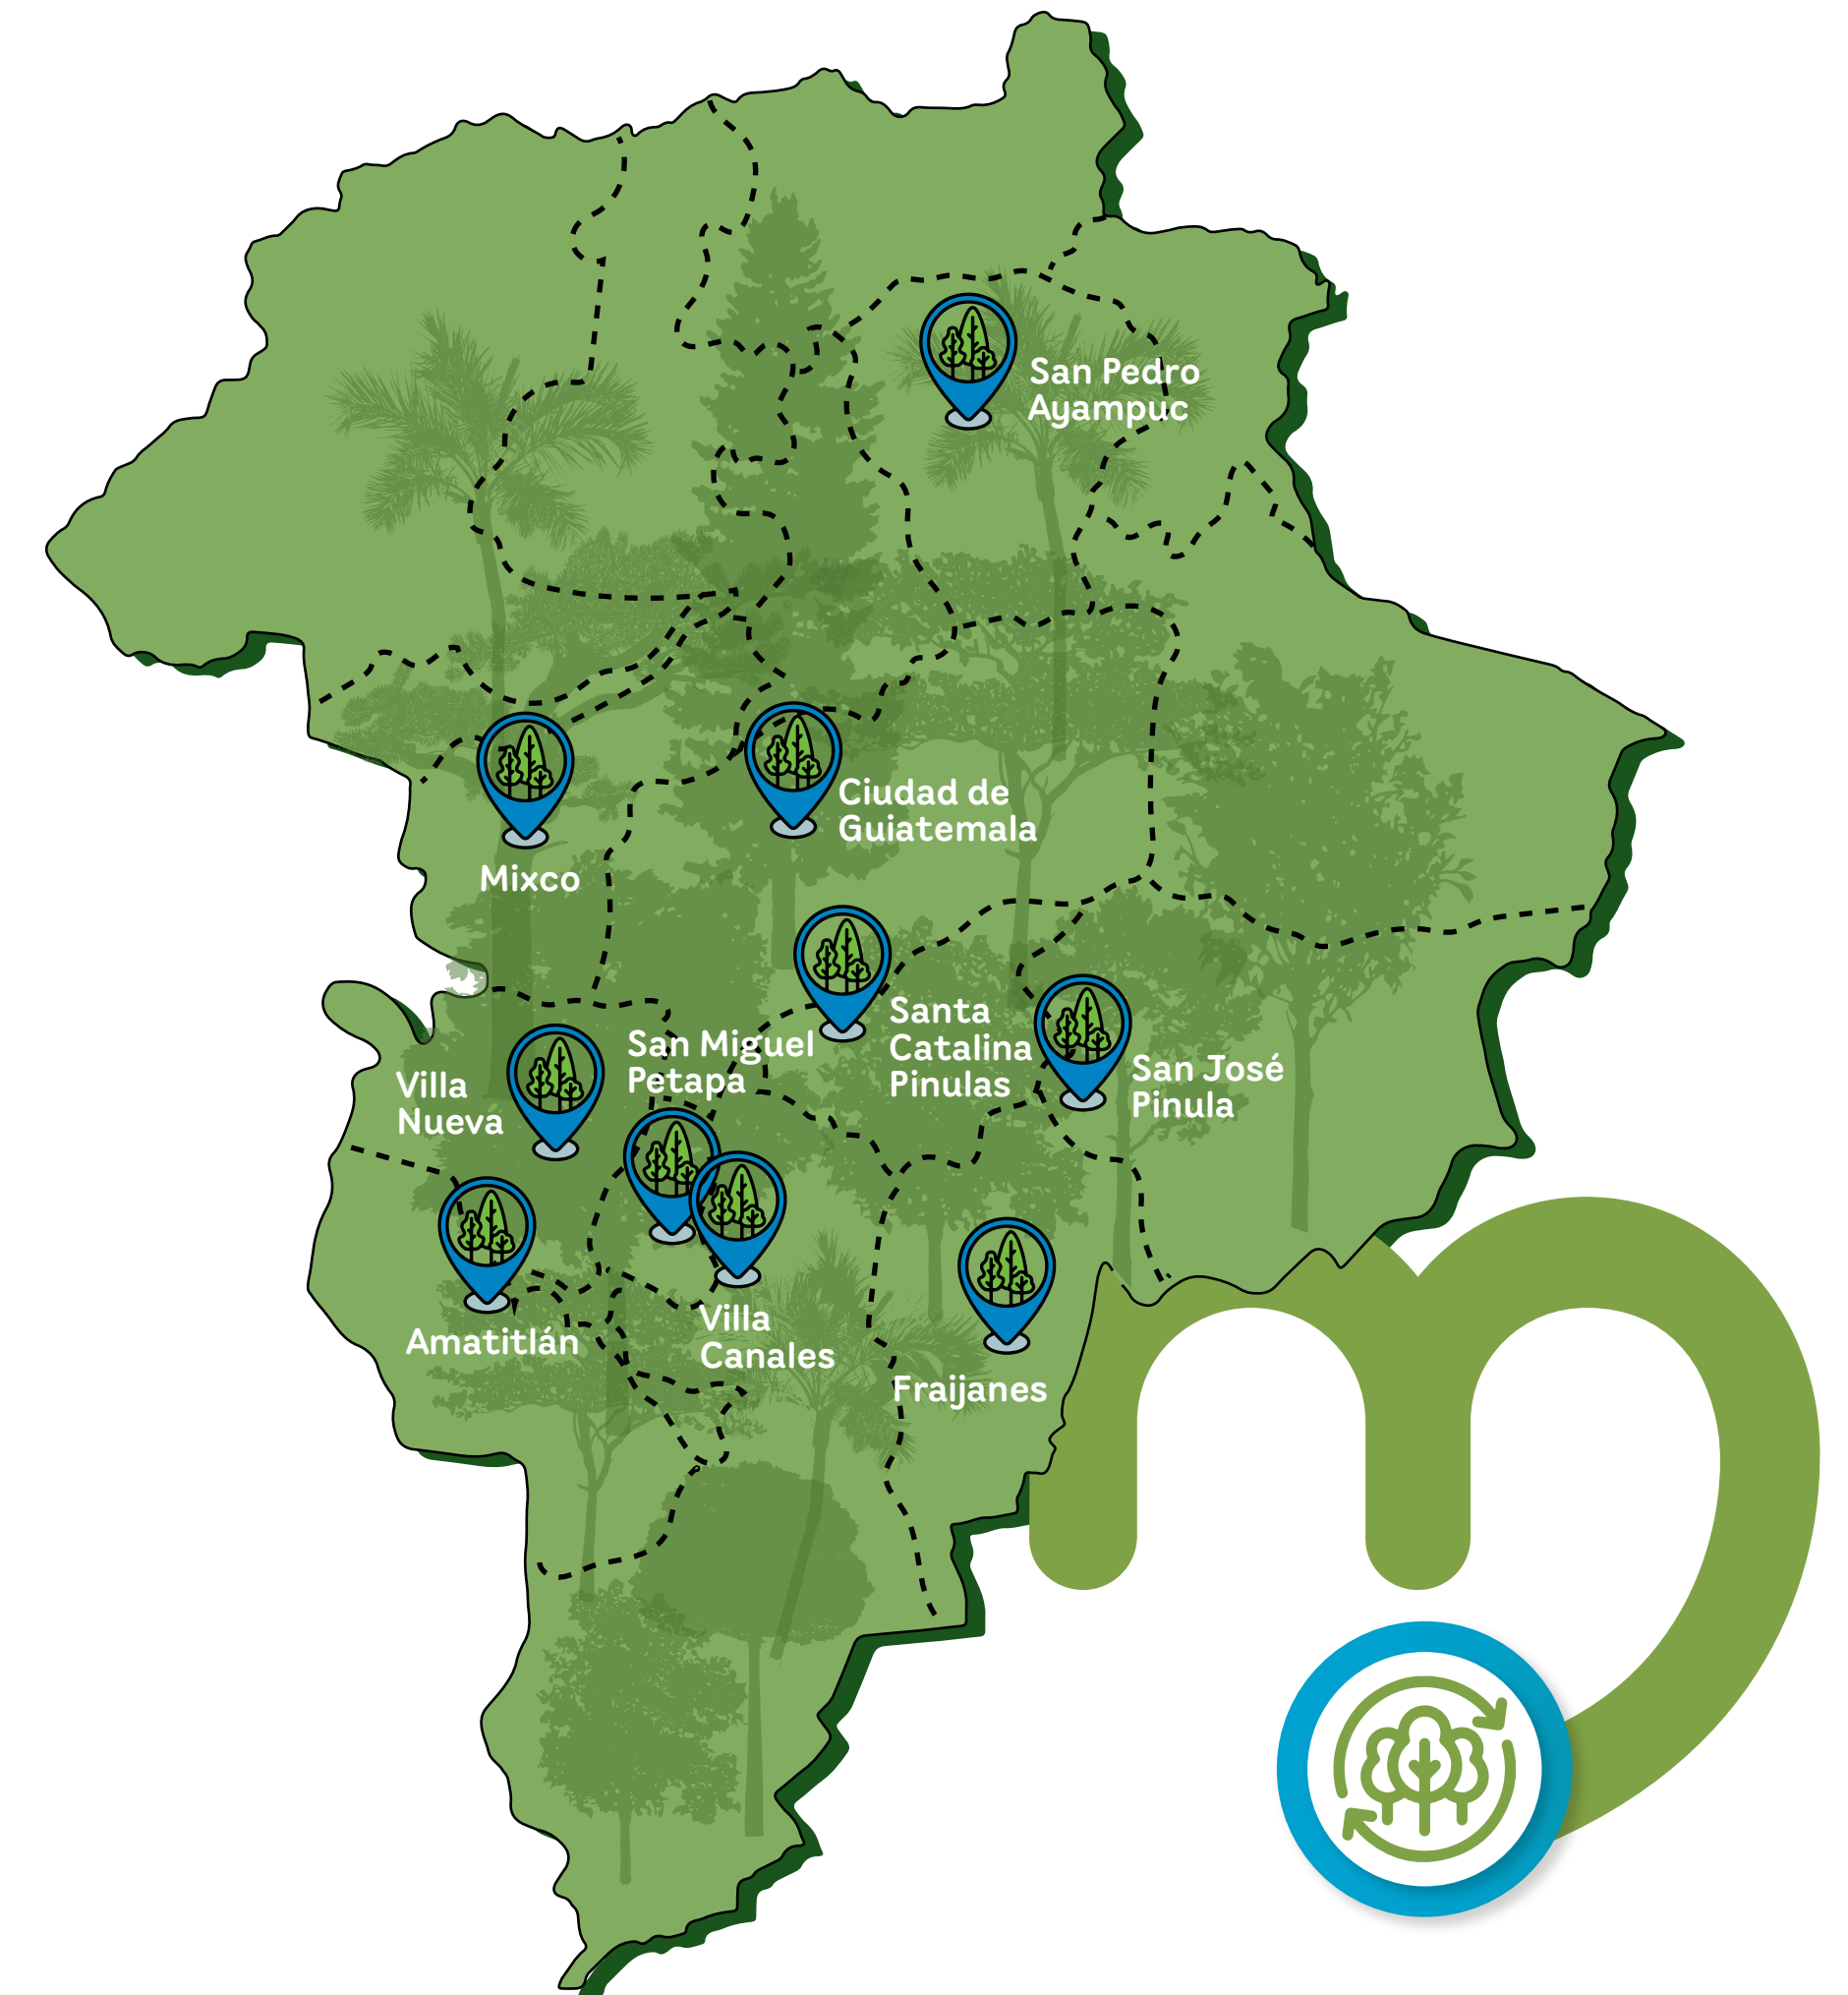 San Pedro
Ayampuc
Ciudad de
Guiatemala
Mixco
Santa
Catalina
Pinulas
San José
Pinula
San Miguel
Petapa
Villa
Nueva
Amatitlán
Villa
Canales
Fraijanes